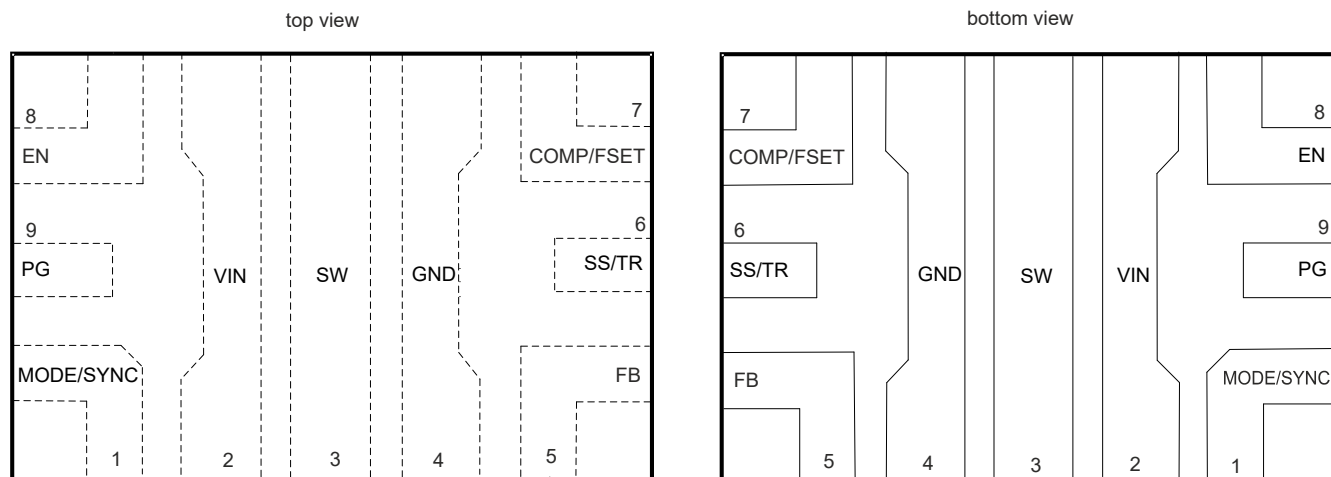 top view
8
7
EN
COMP/FSET
9
6
PG
SS/TR
VIN
SW
GND
MODE/SYNC
FB
1
2
3
4
5
bottom view
7
8
COMP/FSET
EN
6
9
SS/TR
PG
GND
SW
VIN
FB
MODE/SYNC
5
4
3
2
1